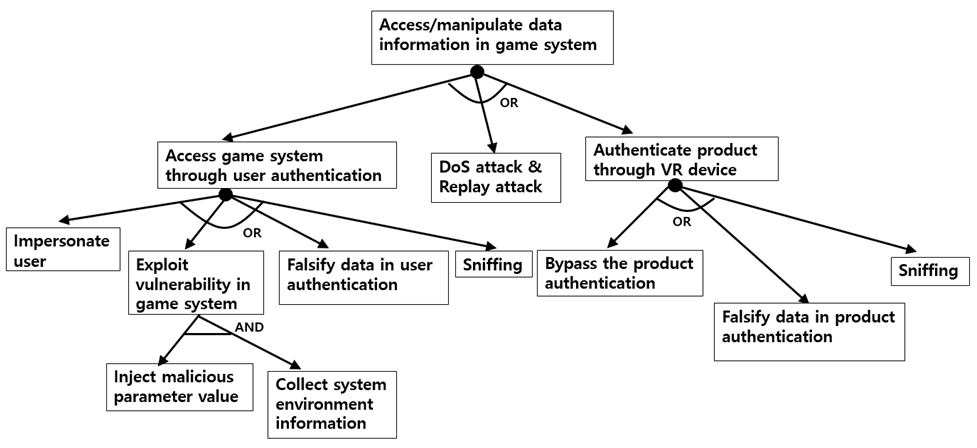 Access/manipulate data
information in game system
OR
Access game system
through user authentication
DoS attack &
Replay attack
Authenticate product
through VR device
OR
OR
Impersonate
user
Exploit
vulnerability in
game system
Falsify data in user
authentication
Sniffing
Bypass the product
authentication
Sniffing
Falsify data in product
authentication
AND
Inject malicious
parameter value
Collect system
environment
information